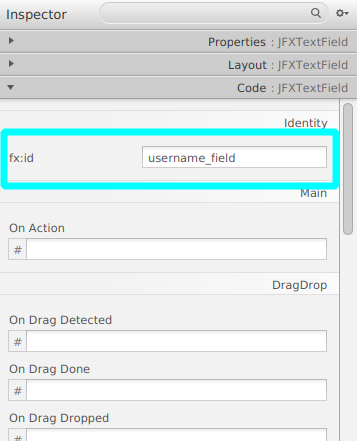 Inspector
Properties : JFXTextField
Layout : JFXTextField
Code : JFXTextField
Identity
fx:id username_field
Main
On Action
#
DragDrop
On Drag Detected
#
On Drag Done
#
On Drag Dropped
#